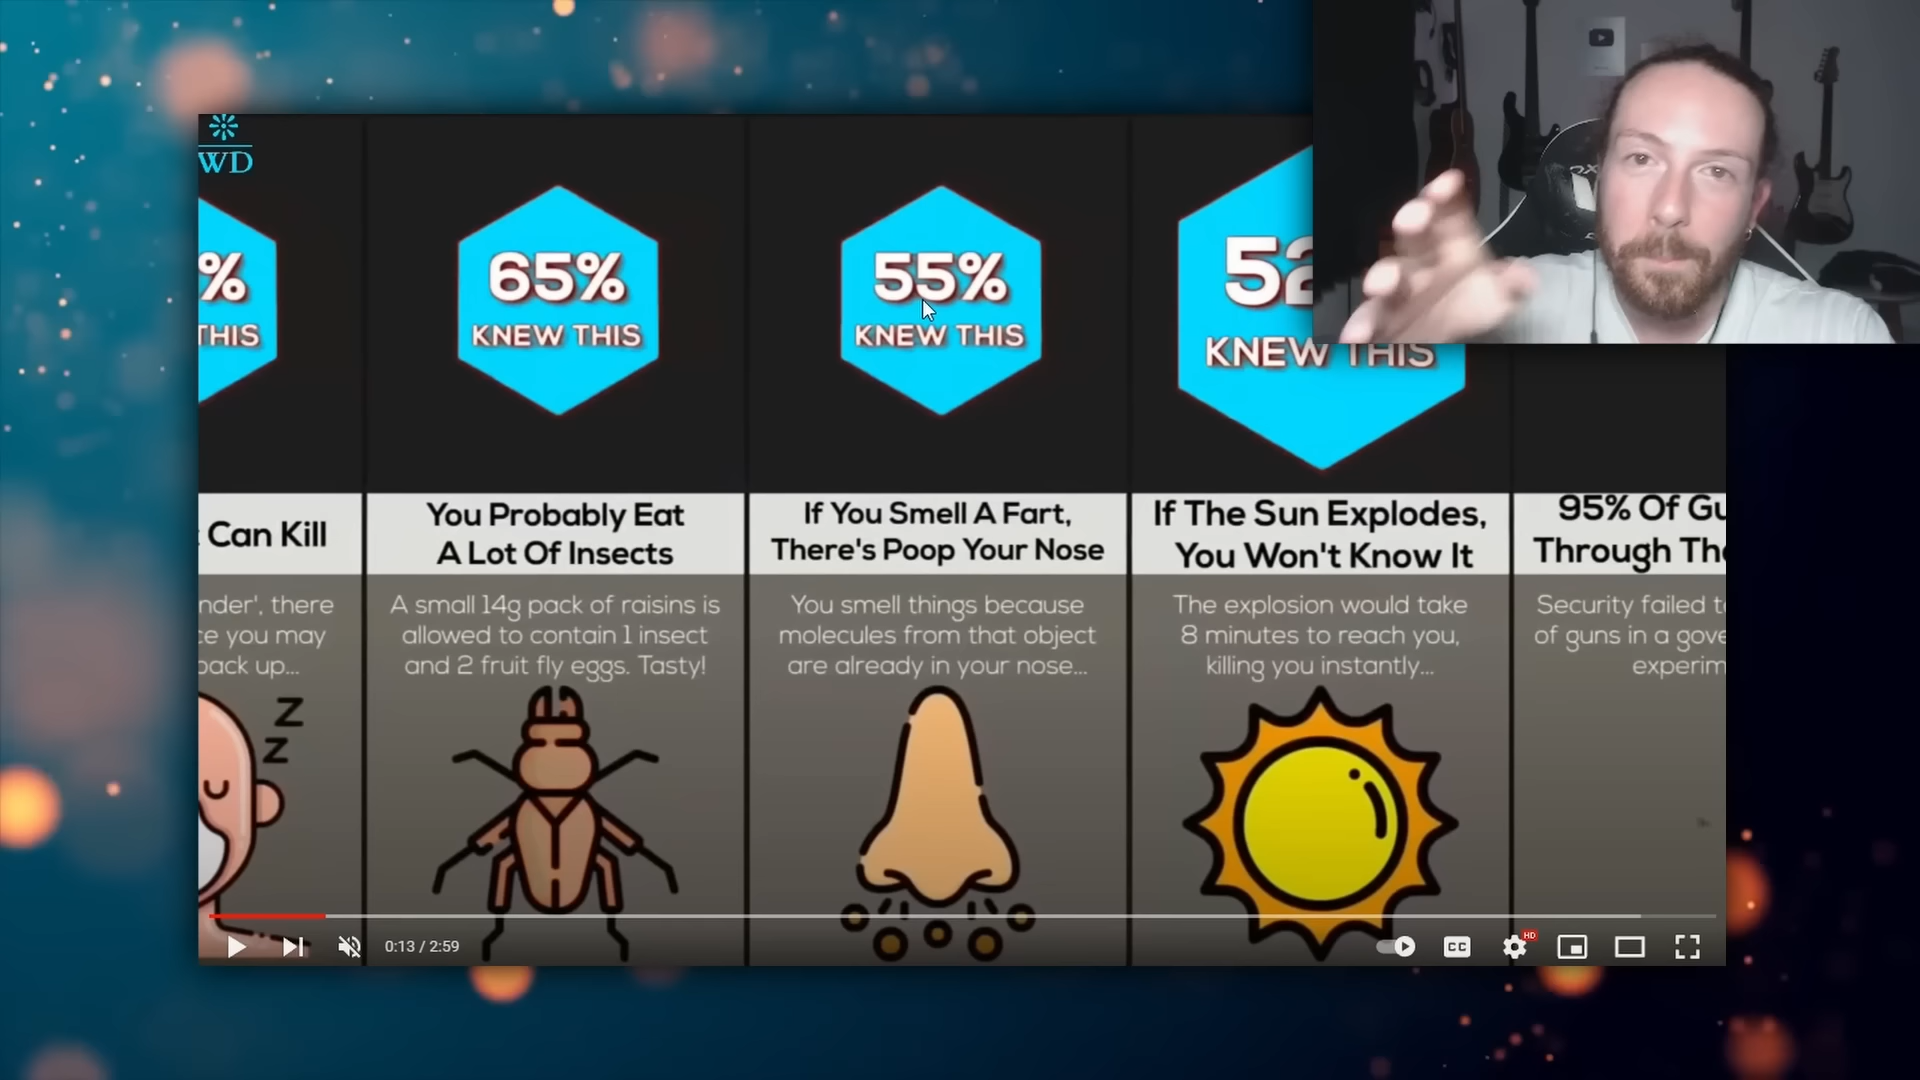 WD
%
THIS
65%
KNEW THIS
55%
KNEW THIS
52
KNEW THIS
Can Kill
You Probably Eat
A Lot Of Insects
If You Smell A Fart,
There's Poop Your Nose
If The Sun Explodes,
You Won't Know It
95% Of Gu
Through Th
nder', there
ce you may
back up...
A small 14g pack of raisins is
allowed to contain 1 insect
and 2 fruit fly eggs. Tasty!
You smell things because
molecules from that object
are already in your nose...
The explosion would take
8 minutes to reach you,
killing you instantly...
Security failed t
of guns in a gove
experim
Z
Z
0:13 / 2:59
CC
HD